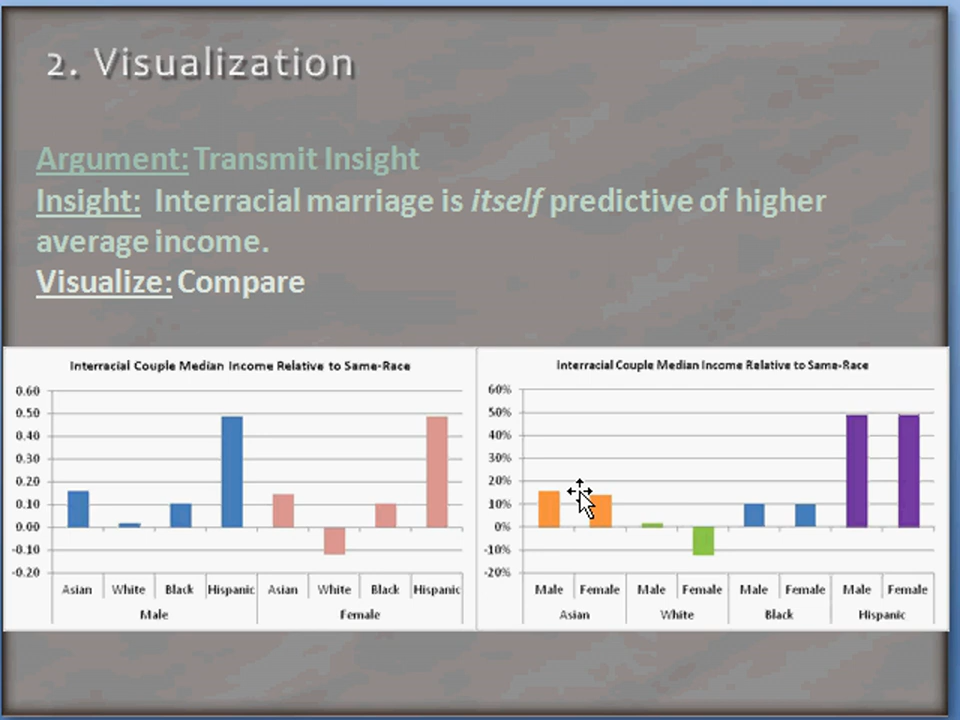 2. Visualization
Argument: Transmit Insight
Insight: Interracial marriage is itself predictive of higher
average income.
Visualize: Compare
Interracial Couple Median Income Relative to Same-Race
0.60
0.50
0.40
0.30
0.20
0.10
0.00
-0.10
-0.20
Asian White Black Hispanic Asian White Black Hispanic
Male Female
Interracial Couple Median Income Relative to Same-Race
60%
50%
40%
30%
20%
10%
0%
-10%
-20%
Male Female Male Female Male Female Male Female
Asian White Black Hispanic